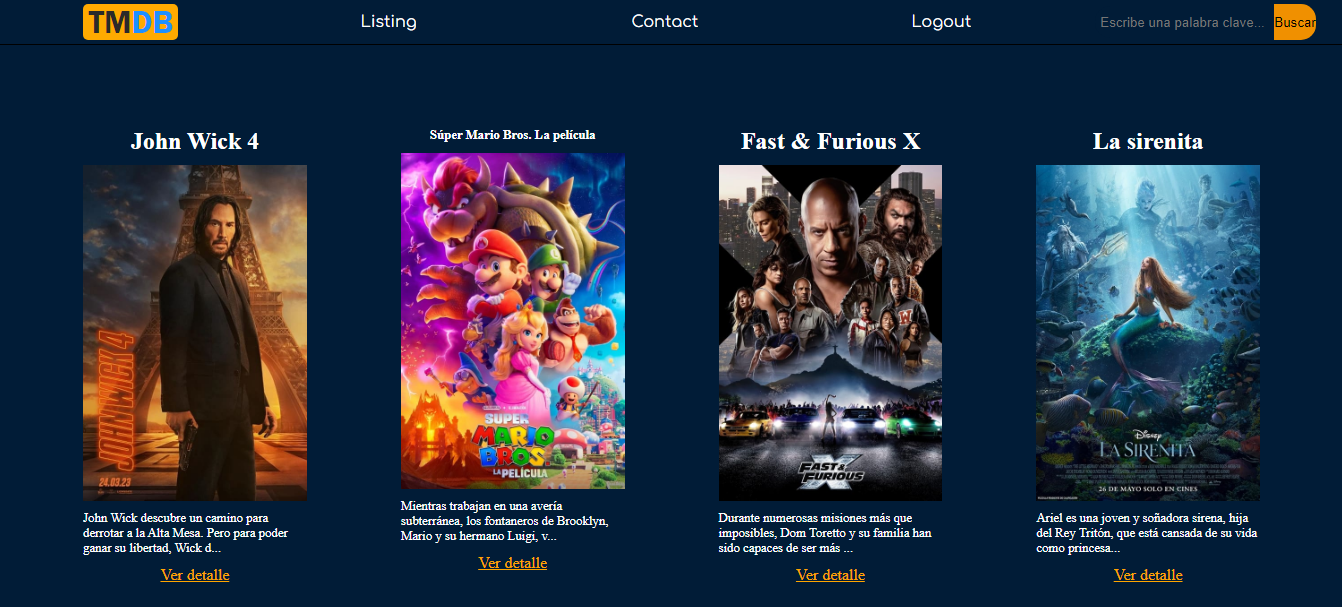 TMDB
Listing
Contact
Logout
Escribe una palabra clave...
Buscar
John Wick 4
JOHN WICK 4
24.03.23
John Wick descubre un camino para
derrotar a la Alta Mesa. Pero para poder
ganar su libertad, Wick d...
Ver detalle
Súper Mario Bros. La película
SUPER
MARIO
BROS
LA PELÍCULA
Mientras trabajan en una avería
subterránea, los fontaneros de Brooklyn,
Mario y su hermano Luigi, v...
Ver detalle
Fast & Furious X
FAST &
FURIOUS
X
Durante numerosas misiones más que
imposibles, Dom Toretto y su familia han
sido capaces de ser más ...
Ver detalle
La sirenita
Disney
LA SIRENITA
26 DE MAYO SOLO EN CINES
Ariel es una joven y soñadora sirena, hija
del Rey Tritón, que está cansada de su vida
como princesa...
Ver detalle